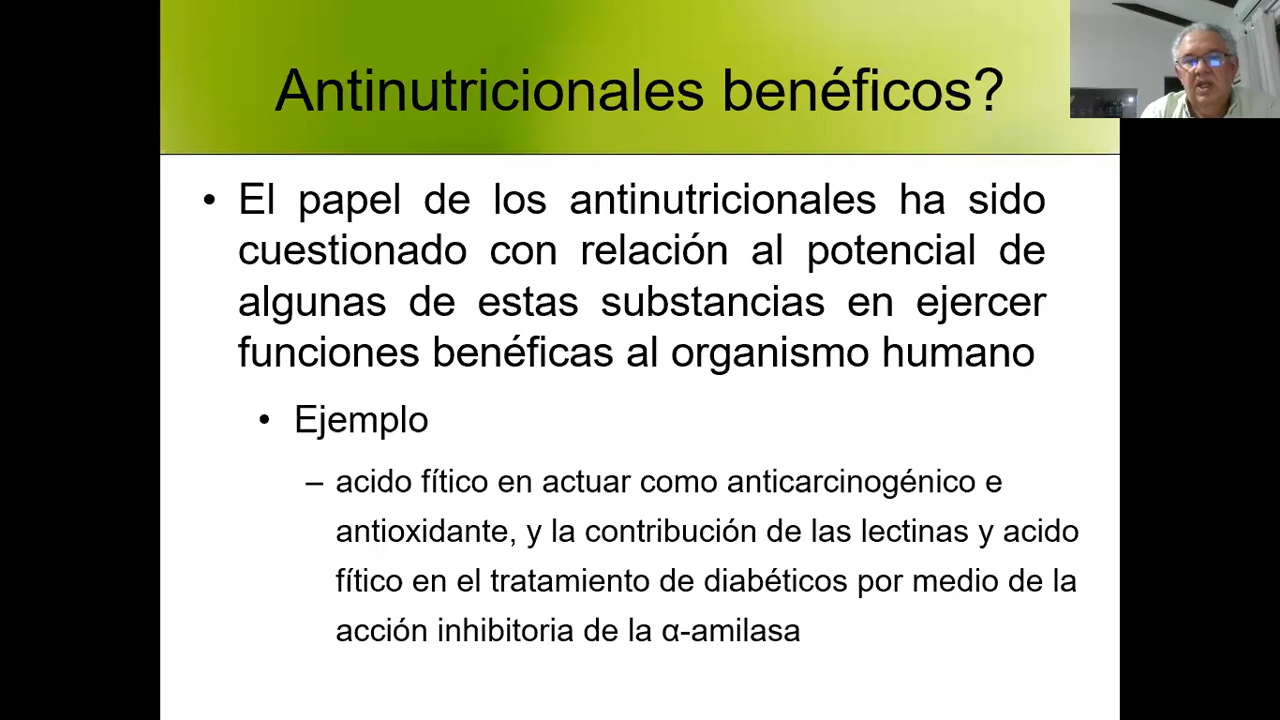 Antinutricionales benéficos?
• El papel de los antinutricionales ha sido
cuestionado con relación al potencial de
algunas de estas substancias en ejercer
funciones benéficas al organismo humano
• Ejemplo
– acido fítico en actuar como anticarcinogénico e
antioxidante, y la contribución de las lectinas y acido
fítico en el tratamiento de diabéticos por medio de la
acción inhibitoria de la α-amilasa